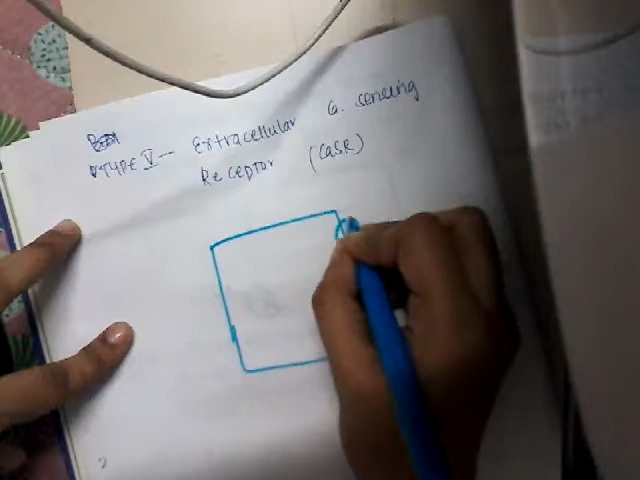 TYPE V - Extracellular Ca. sensing
Receptor (CaSR)